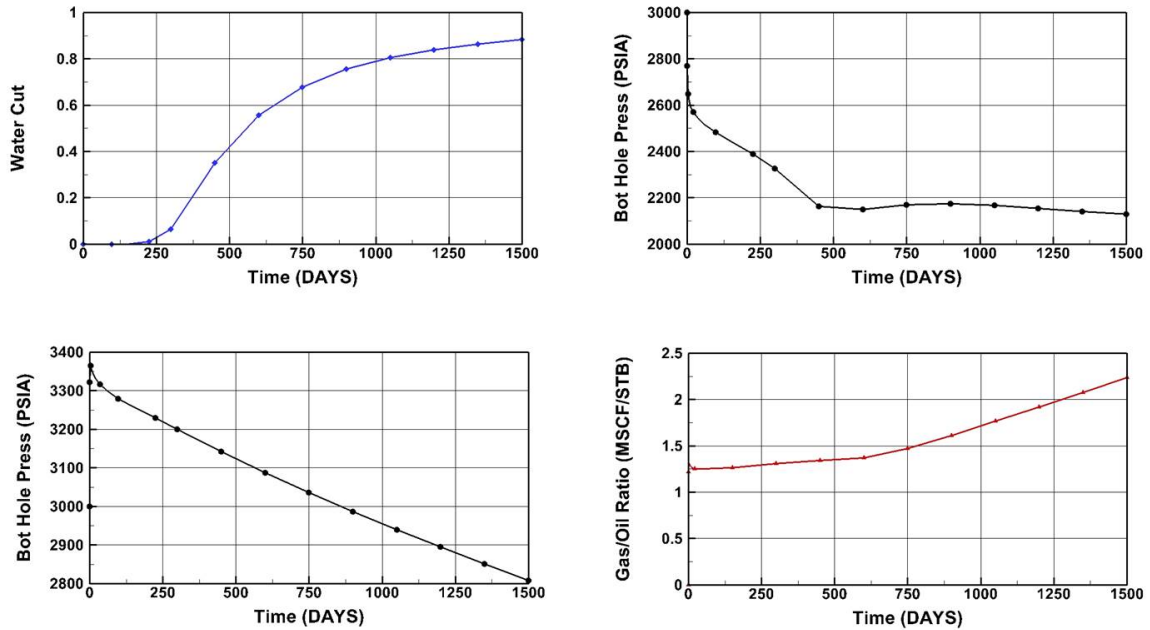 Water Cut
1
0.8
0.6
0.4
0.2
0
0 250 500 750 1000 1250 1500
Time (DAYS)
Bot Hole Press (PSIA)
3000
2800
2600
2400
2200
2000
0 250 500 750 1000 1250 1500
Time (DAYS)
Bot Hole Press (PSIA)
3400
3300
3200
3100
3000
2900
2800
0 250 500 750 1000 1250 1500
Time (DAYS)
Gas/Oil Ratio (MSCF/STB)
2.5
2
1.5
1
0.5
0
0 250 500 750 1000 1250 1500
Time (DAYS)